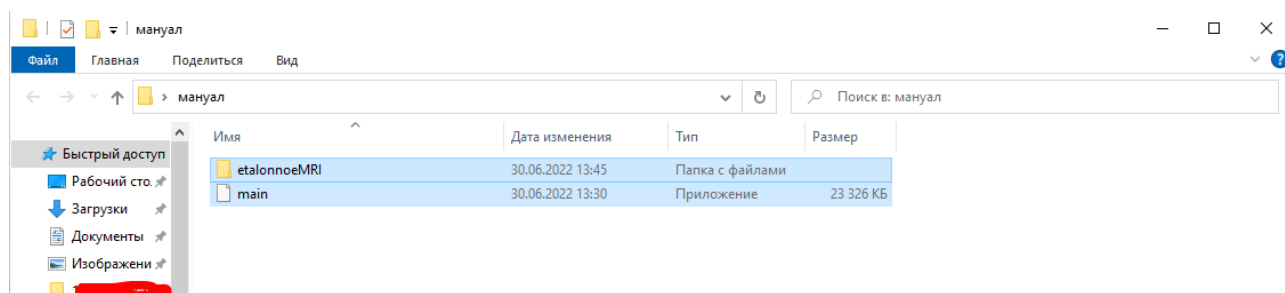 мануал
Файл Главная Поделиться Вид
мануал Поиск в: мануал
Имя Дата изменения Тип Размер
Быстрый доступ
Рабочий сто.
Загрузки
Документы
Изображени
etalonnoeMRI 30.06.2022 13:45 Папка с файлами
main 30.06.2022 13:30 Приложение 23 326 КБ